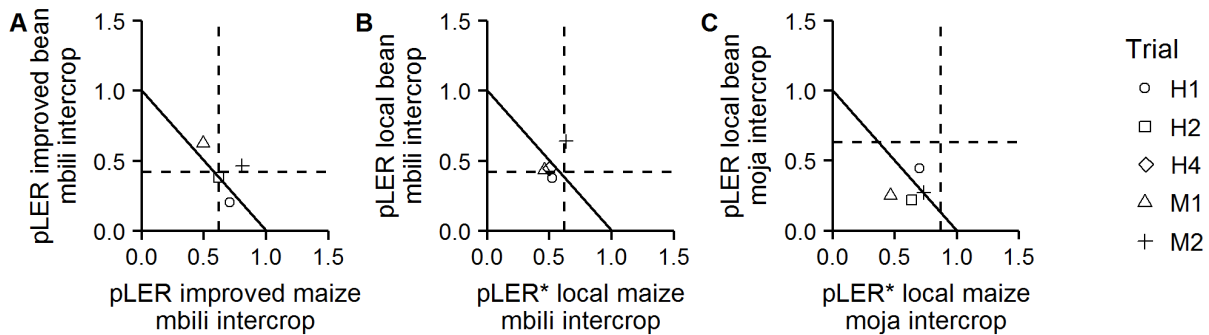 A
pLER improved bean
mbili intercrop
1.5
1.0
0.5
0.0
0.0 0.5 1.0 1.5
pLER improved maize
mbili intercrop
B
pLER local bean
mbili intercrop
1.5
1.0
0.5
0.0
0.0 0.5 1.0 1.5
pLER* local maize
mbili intercrop
C
pLER local bean
moja intercrop
1.5
1.0
0.5
0.0
0.0 0.5 1.0 1.5
pLER* local maize
moja intercrop
Trial
H1
H2
H4
M1
M2